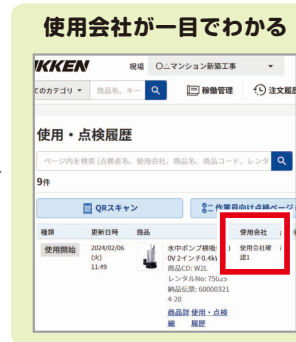 使用会社が一目でわかる
IKKEN 現場 〇△マンション新築工事
てのカテゴリ 商品名、キー 稼働管理 注文履歴
使用・点検履歴
ページ内を検索 (点検者名、使用会社、商品名、商品コード、レンタ
9件
QRスキャン 作業員向け点検ページ
種類 更新日時 商品 使用会社
使用開始 2024/02/06 水中ポンプ 使用会社確
(火) 0V 2インチ 0.4kW 認1
11:49 商品CD: W2L
レンタルNo:
納品伝票: 60000321
4-20
商品詳 使用・点検
細 履歴